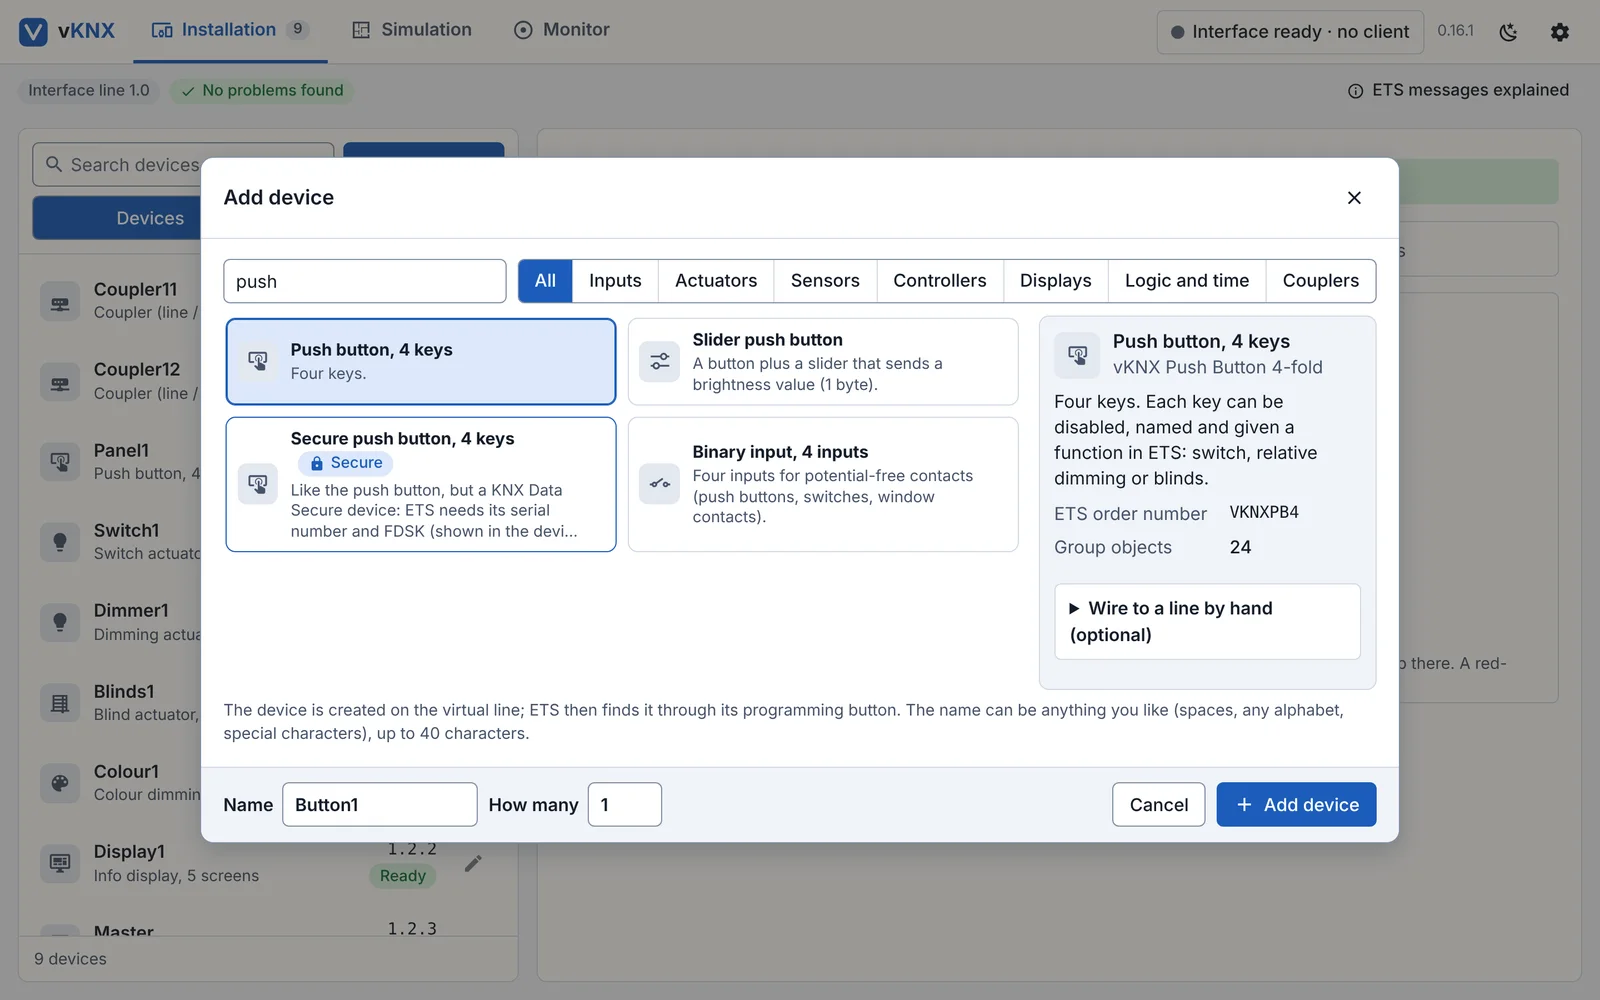 vKNX
Installation 9
Simulation
Monitor
Interface ready · no client
0.16.1
Interface line 1.0
No problems found
ETS messages explained
Search devices
Devices
Coupler11
Coupler (line /
Coupler12
Coupler (line /
Panel1
Push button, 4
Switch1
Switch actuato
Dimmer1
Dimming actua
Blinds1
Blind actuator,
Colour1
Colour dimmin
Display1
Info display, 5 screens
1.2.2
Ready
Master
1.2.3
9 devices
Add device
push
All
Inputs
Actuators
Sensors
Controllers
Displays
Logic and time
Couplers
Push button, 4 keys
Four keys.
Slider push button
A button plus a slider that sends a
brightness value (1 byte).
Secure push button, 4 keys
Secure
Like the push button, but a KNX Data
Secure device: ETS needs its serial
number and FDSK (shown in the devi...
Binary input, 4 inputs
Four inputs for potential-free contacts
(push buttons, switches, window
contacts).
Push button, 4 keys
vKNX Push Button 4-fold
Four keys. Each key can be
disabled, named and given a
function in ETS: switch, relative
dimming or blinds.
ETS order number VKNXPB4
Group objects 24
Wire to a line by hand
(optional)
there. A red-
The device is created on the virtual line; ETS then finds it through its programming button. The name can be anything you like (spaces, any alphabet,
special characters), up to 40 characters.
Name Button1
How many 1
Cancel
+ Add device